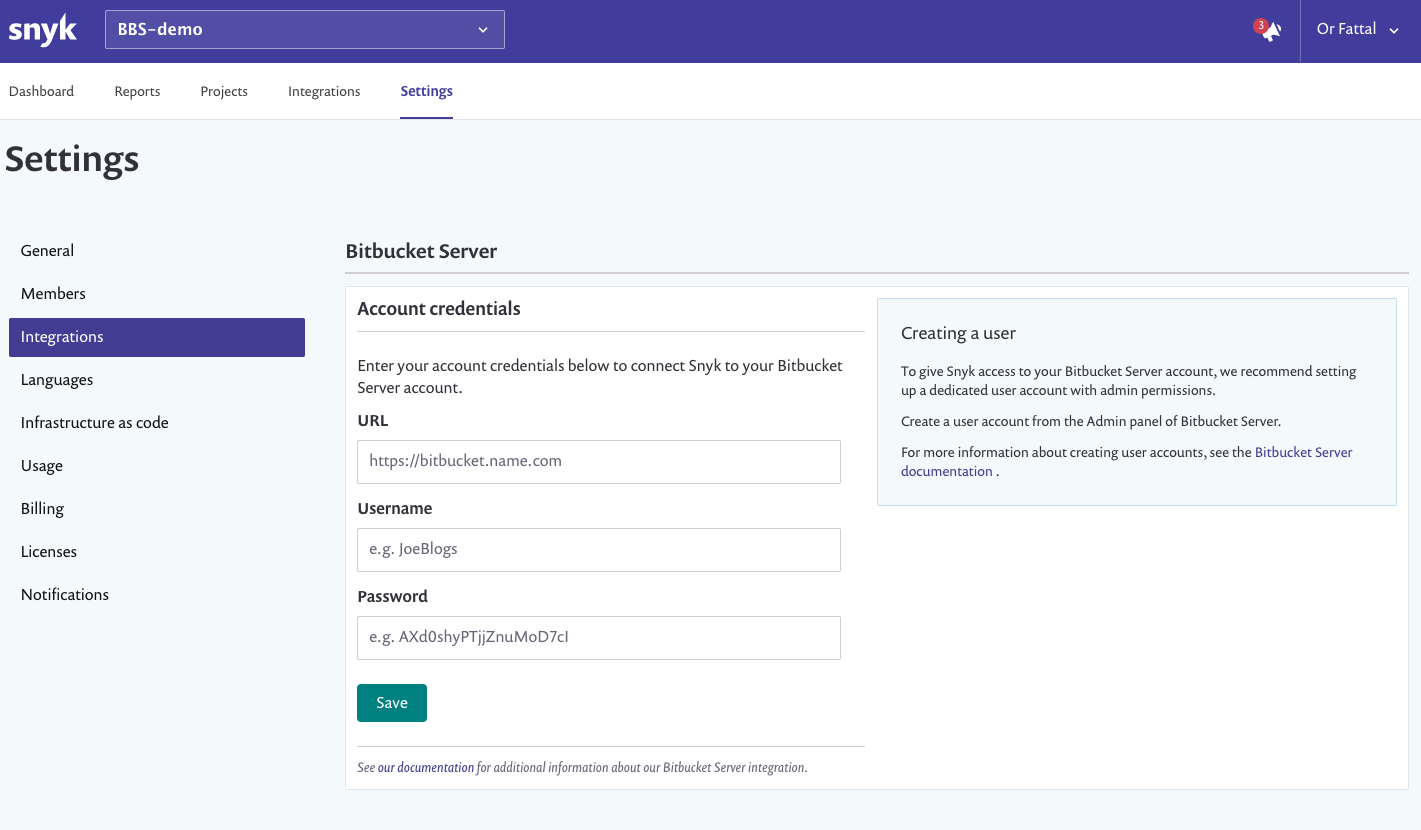 snyk
BBS-demo
3
Or Fattal
Dashboard
Reports
Projects
Integrations
Settings
Settings
General
Members
Integrations
Languages
Infrastructure as code
Usage
Billing
Licenses
Notifications
Bitbucket Server
Account credentials
Enter your account credentials below to connect Snyk to your Bitbucket
Server account.
URL
https://bitbucket.name.com
Username
e.g. JoeBlogs
Password
e.g. AXd0shyPTjjZnuMoD7cI
Save
See our documentation for additional information about our Bitbucket Server integration.
Creating a user
To give Snyk access to your Bitbucket Server account, we recommend setting
up a dedicated user account with admin permissions.
Create a user account from the Admin panel of Bitbucket Server.
For more information about creating user accounts, see the Bitbucket Server
documentation .